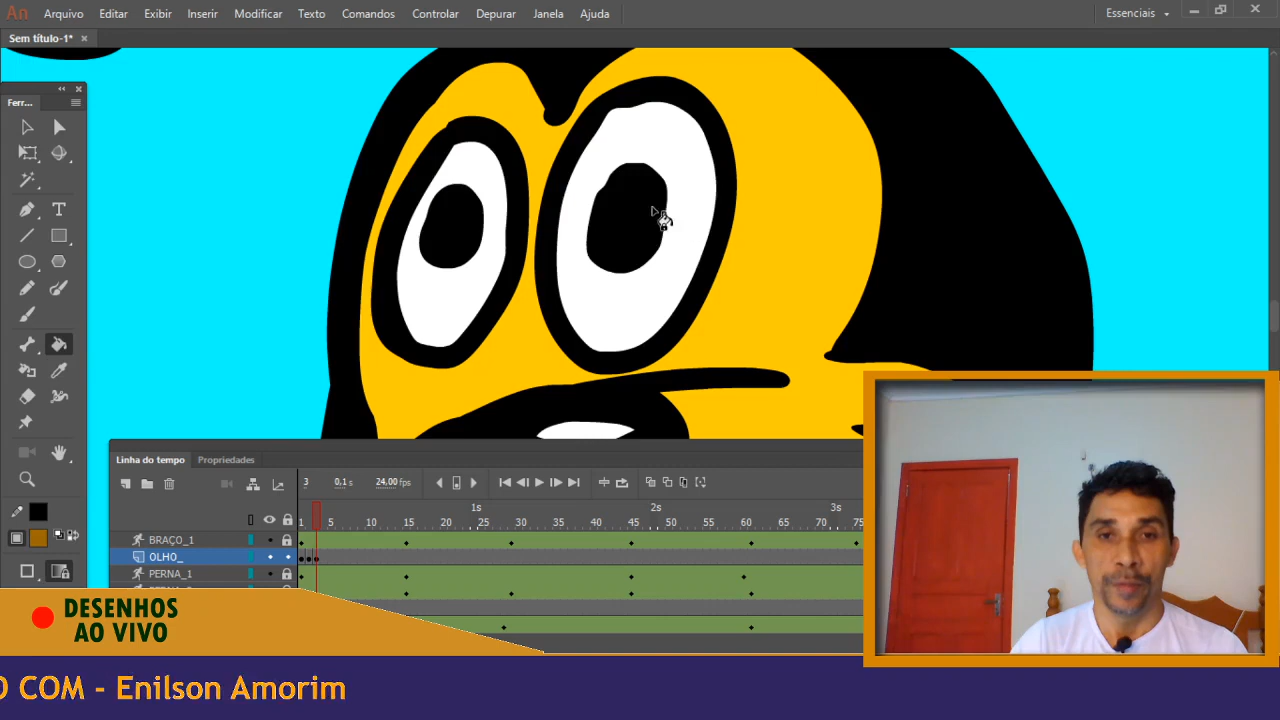 An Arquivo Editar Exibir Inserir Modificar Texto Comandos Controlar Depurar Janela Ajuda Essenciais
Sem título-1*
Ferr...
Linha do tempo Propriedades
3 0,1 s 24,00 fps
1s 2s 3s
1 5 10 15 20 25 30 35 40 45 50 55 60 65 70 75
BRAÇO_1
OLHO_
PERNA_1
DESENHOS
AO VIVO
O COM - Enilson Amorim